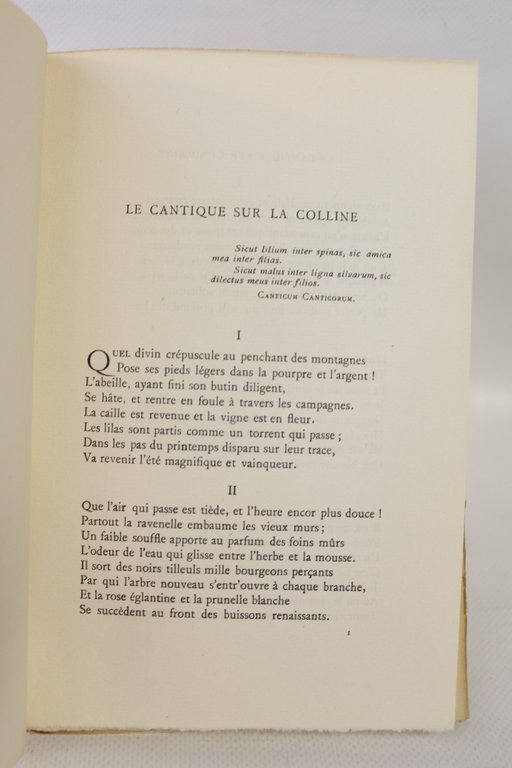 LE CANTIQUE SUR LA COLLINE
Sicut lilium inter spinas, sic amica
mea inter filias.
Sicut malus inter ligna silvarum, sic
dilectus meus inter filios.
CANTICUM CANTICORUM.
I
QUEL divin crépuscule au penchant des montagnes
Pose ses pieds légers dans la pourpre et l'argent !
L'abeille, ayant fini son butin diligent,
Se hâte, et rentre en foule à travers les campagnes.
La caille est revenue et la vigne est en fleur.
Les lilas sont partis comme un torrent qui passe ;
Dans les pas du printemps disparu sur leur trace,
Va revenir l'été magnifique et vainqueur.
II
Que l'air qui passe est tiède, et l'heure encor plus douce !
Partout la ravenelle embaume les vieux murs ;
Un faible souffle apporte au parfum des foins mûrs
L'odeur de l'eau qui glisse entre l'herbe et la mousse.
Il sort des noirs tilleuls mille bourgeons perçants
Par qui l'arbre nouveau s'entr'ouvre à chaque branche,
Et la rose églantine et la prunelle blanche
Se succèdent au front des buissons renaissants.
1